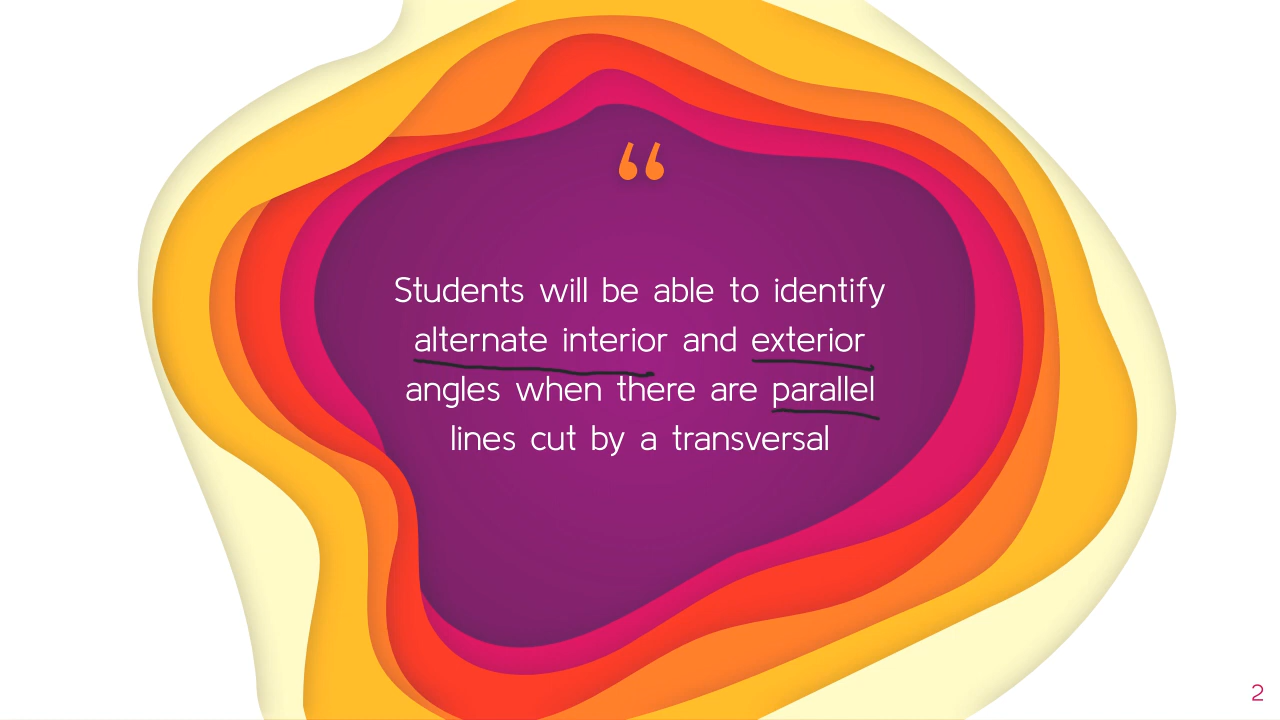 “
Students will be able to identify
alternate interior and exterior
angles when there are parallel
lines cut by a transversal
2